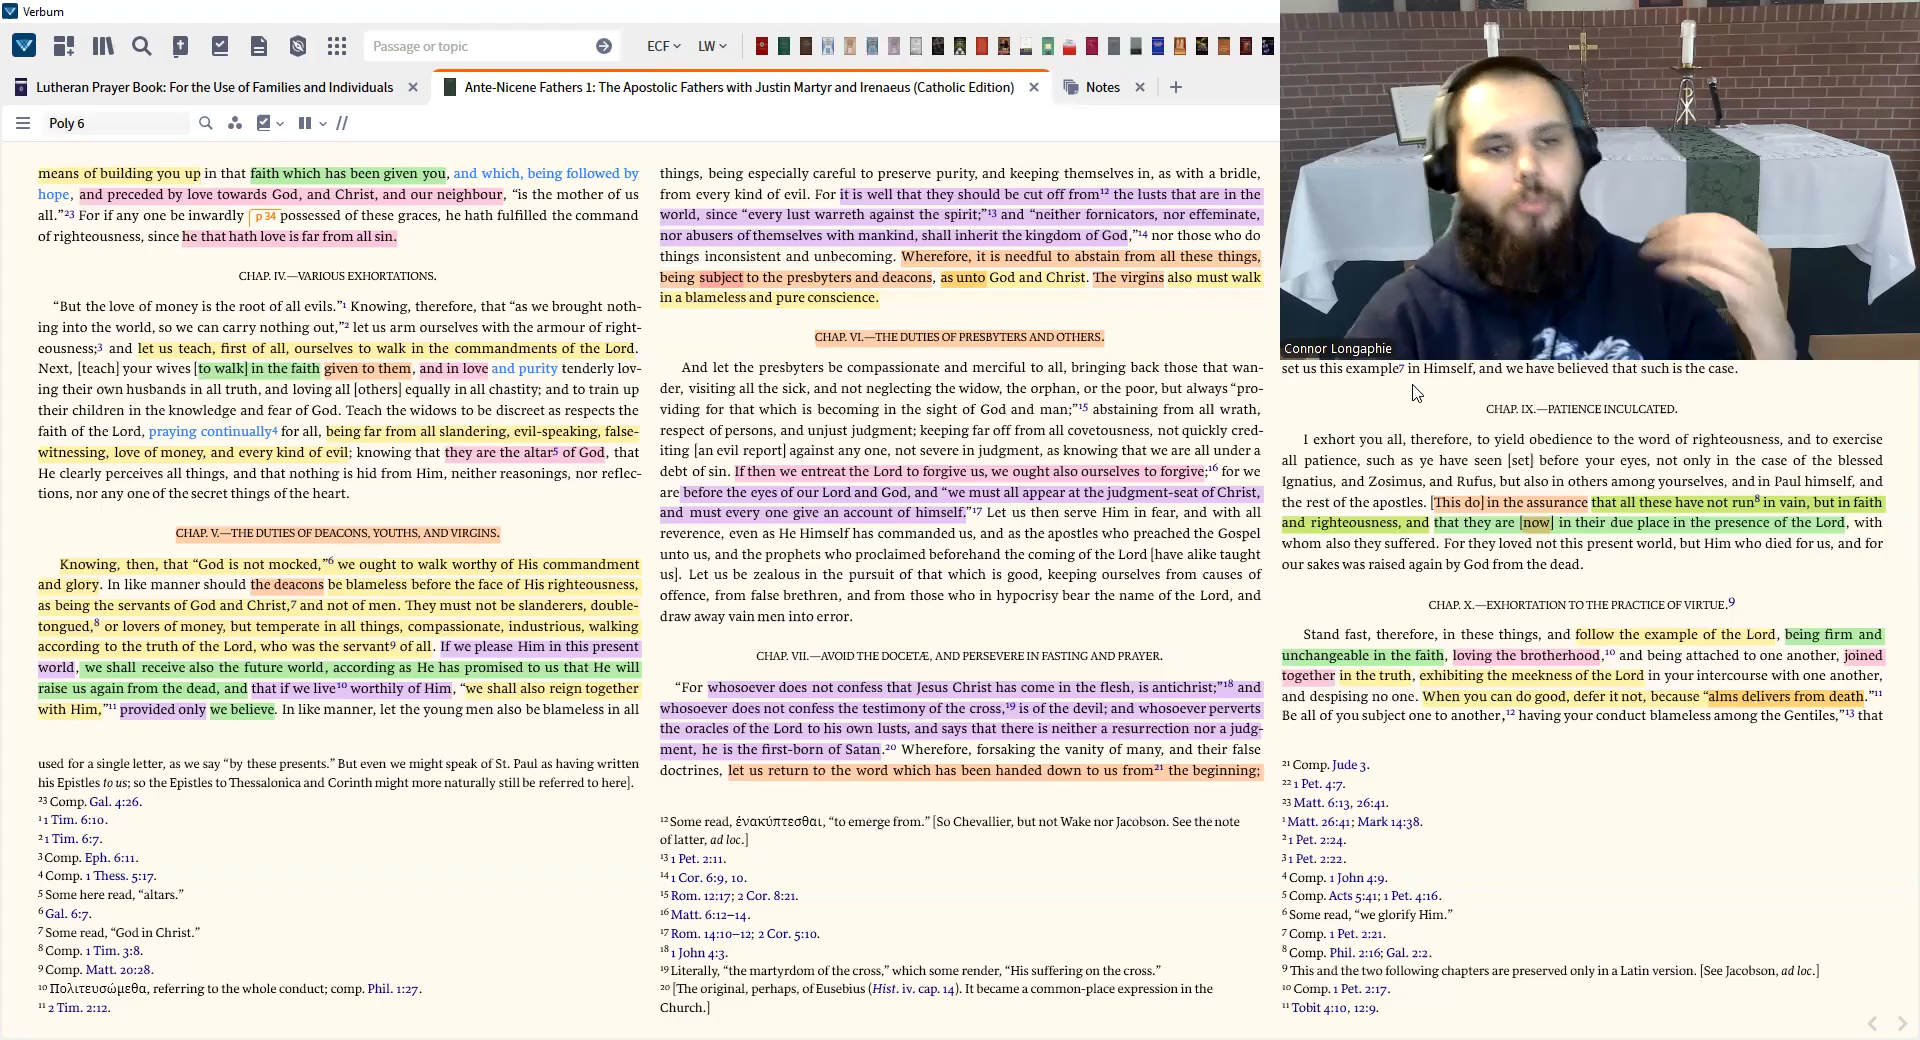 Verbum
Passage or topic
ECF
LW
Lutheran Prayer Book: For the Use of Families and Individuals
Ante-Nicene Fathers 1: The Apostolic Fathers with Justin Martyr and Irenaeus (Catholic Edition)
Notes
Poly 6
means of building you up in that faith which has been given you, and which, being followed by
hope, and preceded by love towards God, and Christ, and our neighbour, “is the mother of us
all.”23 For if any one be inwardly p 34 possessed of these graces, he hath fulfilled the command
of righteousness, since he that hath love is far from all sin.
CHAP. IV.—VARIOUS EXHORTATIONS.
“But the love of money is the root of all evils.”1 Knowing, therefore, that “as we brought noth-
ing into the world, so we can carry nothing out,”2 let us arm ourselves with the armour of right-
eousness;3 and let us teach, first of all, ourselves to walk in the commandments of the Lord.
Next, [teach] your wives [to walk] in the faith given to them, and in love and purity tenderly lov-
ing their own husbands in all truth, and loving all [others] equally in all chastity; and to train up
their children in the knowledge and fear of God. Teach the widows to be discreet as respects the
faith of the Lord, praying continually4 for all, being far from all slandering, evil-speaking, false-
witnessing, love of money, and every kind of evil; knowing that they are the altar5 of God, that
He clearly perceives all things, and that nothing is hid from Him, neither reasonings, nor reflec-
tions, nor any one of the secret things of the heart.
CHAP. V.—THE DUTIES OF DEACONS, YOUTHS, AND VIRGINS.
Knowing, then, that “God is not mocked,”6 we ought to walk worthy of His commandment
and glory. In like manner should the deacons be blameless before the face of His righteousness,
as being the servants of God and Christ,7 and not of men. They must not be slanderers, double-
tongued,8 or lovers of money, but temperate in all things, compassionate, industrious, walking
according to the truth of the Lord, who was the servant9 of all. If we please Him in this present
world, we shall receive also the future world, according as He has promised to us that He will
raise us again from the dead, and that if we live10 worthily of Him, “we shall also reign together
with Him,”11 provided only we believe. In like manner, let the young men also be blameless in all
used for a single letter, as we say “by these presents.” But even we might speak of St. Paul as having written
his Epistles to us; so the Epistles to Thessalonica and Corinth might more naturally still be referred to here].
23 Comp. Gal. 4:26.
1 1 Tim. 6:10.
2 1 Tim. 6:7.
3 Comp. Eph. 6:11.
4 Comp. 1 Thess. 5:17.
5 Some here read, “altars.”
6 Gal. 6:7.
7 Some read, “God in Christ.”
8 Comp. 1 Tim. 3:8.
9 Comp. Matt. 20:28.
10 Πολιτευσώμεθα, referring to the whole conduct; comp. Phil. 1:27.
11 2 Tim. 2:12.
things, being especially careful to preserve purity, and keeping themselves in, as with a bridle,
from every kind of evil. For it is well that they should be cut off from12 the lusts that are in the
world, since “every lust warreth against the spirit;”13 and “neither fornicators, nor effeminate,
nor abusers of themselves with mankind, shall inherit the kingdom of God,”14 nor those who do
things inconsistent and unbecoming. Wherefore, it is needful to abstain from all these things,
being subject to the presbyters and deacons, as unto God and Christ. The virgins also must walk
in a blameless and pure conscience.
CHAP. VI.—THE DUTIES OF PRESBYTERS AND OTHERS.
And let the presbyters be compassionate and merciful to all, bringing back those that wan-
der, visiting all the sick, and not neglecting the widow, the orphan, or the poor, but always “pro-
viding for that which is becoming in the sight of God and man;”15 abstaining from all wrath,
respect of persons, and unjust judgment; keeping far off from all covetousness, not quickly cred-
iting [an evil report] against any one, not severe in judgment, as knowing that we are all under a
debt of sin. If then we entreat the Lord to forgive us, we ought also ourselves to forgive;16 for we
are before the eyes of our Lord and God, and “we must all appear at the judgment-seat of Christ,
and must every one give an account of himself.”17 Let us then serve Him in fear, and with all
reverence, even as He Himself has commanded us, and as the apostles who preached the Gospel
unto us, and the prophets who proclaimed beforehand the coming of the Lord [have alike taught
us]. Let us be zealous in the pursuit of that which is good, keeping ourselves from causes of
offence, from false brethren, and from those who in hypocrisy bear the name of the Lord, and
draw away vain men into error.
CHAP. VII.—AVOID THE DOCETÆ, AND PERSEVERE IN FASTING AND PRAYER.
“For whosoever does not confess that Jesus Christ has come in the flesh, is antichrist;”18 and
whosoever does not confess the testimony of the cross,19 is of the devil; and whosoever perverts
the oracles of the Lord to his own lusts, and says that there is neither a resurrection nor a judg-
ment, he is the first-born of Satan.20 Wherefore, forsaking the vanity of many, and their false
doctrines, let us return to the word which has been handed down to us from21 the beginning;
12 Some read, ἐνακύπτεσθαι, “to emerge from.” [So Chevallier, but not Wake nor Jacobson. See the note
of latter, ad loc.]
13 1 Pet. 2:11.
14 1 Cor. 6:9, 10.
15 Rom. 12:17; 2 Cor. 8:21.
16 Matt. 6:12–14.
17 Rom. 14:10–12; 2 Cor. 5:10.
18 1 John 4:3.
19 Literally, “the martyrdom of the cross,” which some render, “His suffering on the cross.”
20 [The original, perhaps, of Eusebius (Hist. iv. cap. 14). It became a common-place expression in the
Church.]
Connor Longaphie
set us this example7 in Himself, and we have believed that such is the case.
CHAP. IX.—PATIENCE INCULCATED.
I exhort you all, therefore, to yield obedience to the word of righteousness, and to exercise
all patience, such as ye have seen [set] before your eyes, not only in the case of the blessed
Ignatius, and Zosimus, and Rufus, but also in others among yourselves, and in Paul himself, and
the rest of the apostles. [This do] in the assurance that all these have not run8 in vain, but in faith
and righteousness, and that they are [now] in their due place in the presence of the Lord, with
whom also they suffered. For they loved not this present world, but Him who died for us, and for
our sakes was raised again by God from the dead.
CHAP. X.—EXHORTATION TO THE PRACTICE OF VIRTUE.9
Stand fast, therefore, in these things, and follow the example of the Lord, being firm and
unchangeable in the faith, loving the brotherhood,10 and being attached to one another, joined
together in the truth, exhibiting the meekness of the Lord in your intercourse with one another,
and despising no one. When you can do good, defer it not, because “alms delivers from death.”11
Be all of you subject one to another,12 having your conduct blameless among the Gentiles,”13 that
21 Comp. Jude 3.
22 1 Pet. 4:7.
23 Matt. 6:13, 26:41.
1 Matt. 26:41; Mark 14:38.
2 1 Pet. 2:24.
3 1 Pet. 2:22.
4 Comp. 1 John 4:9.
5 Comp. Acts 5:41; 1 Pet. 4:16.
6 Some read, “we glorify Him.”
7 Comp. 1 Pet. 2:21.
8 Comp. Phil. 2:16; Gal. 2:2.
9 This and the two following chapters are preserved only in a Latin version. [See Jacobson, ad loc.]
10 Comp. 1 Pet. 2:17.
11 Tobit 4:10, 12:9.